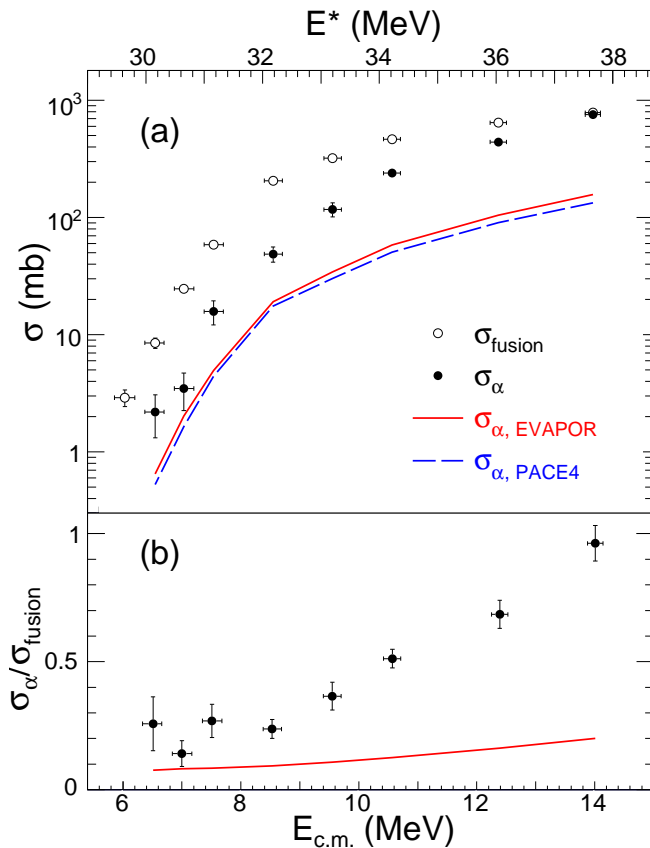 E* (MeV)
30 32 34 36 38
(a)
10³
10²
10
1
σ (mb)
σfusion
σα
σα, EVAPOR
σα, PACE4
(b)
1
0.5
0
σα/σfusion
6 8 10 12 14
Ec.m. (MeV)